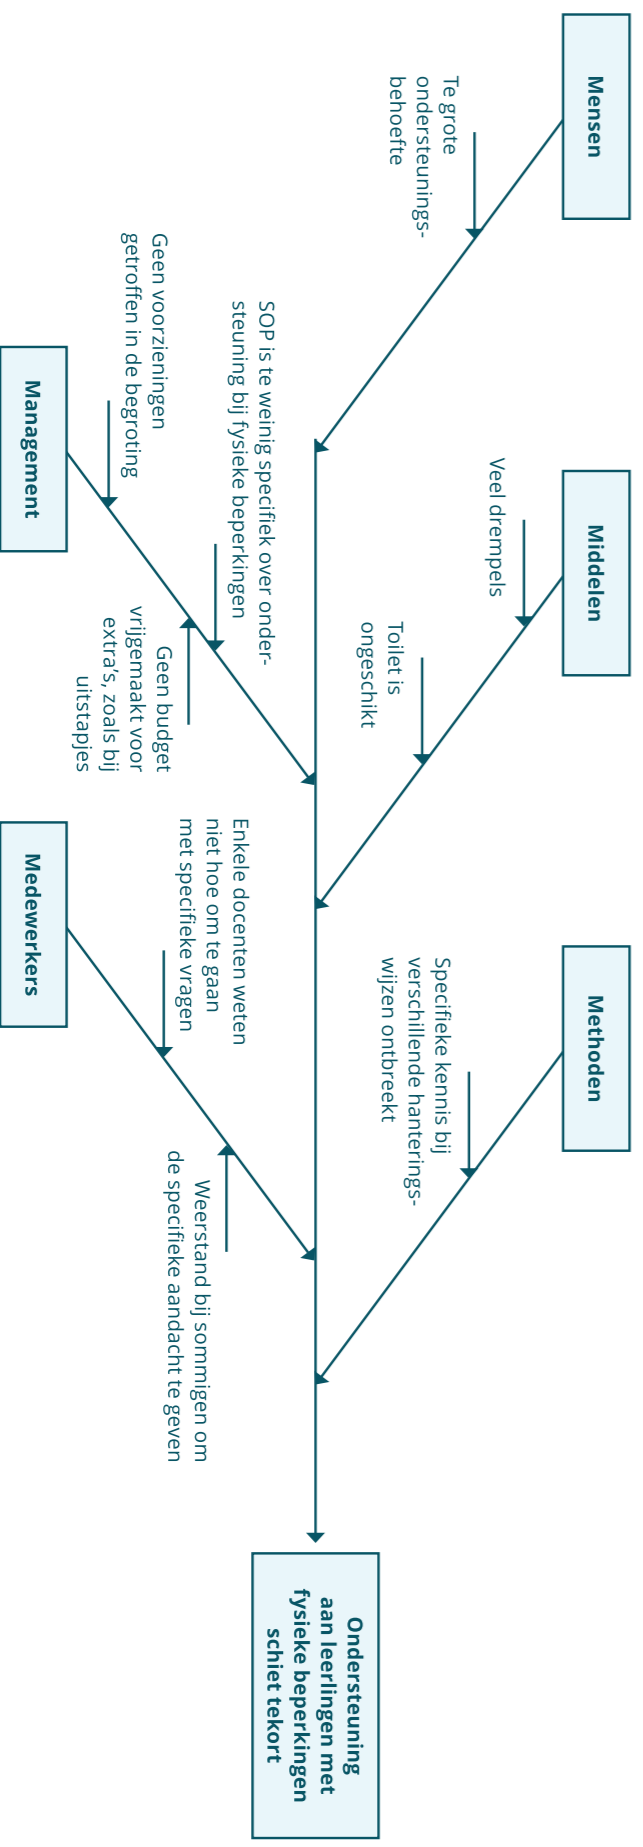 Mensen
Te grote
ondersteunings-
behoefte
Middelen
Veel drempels
Toilet is
ongeschikt
Methoden
Specifieke kennis bij
verschillende hanterings-
wijzen ontbreekt
SOP is te weinig specifiek over onder-
steuning bij fysieke beperkingen
Geen voorzieningen
getroffen in de begroting
Geen budget
vrijgemaakt voor
extra’s, zoals bij
uitstapjes
Management
Enkele docenten weten
niet hoe om te gaan
met specifieke vragen
Weerstand bij sommigen om
de specifieke aandacht te geven
Medewerkers
Ondersteuning
aan leerlingen met
fysieke beperkingen
schiet tekort